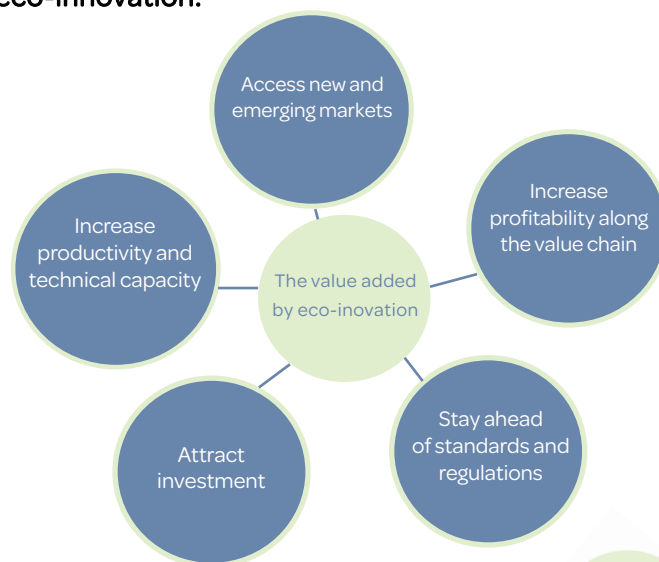 eco-innovation.
Access new and
emerging markets
Increase
profitability along
the value chain
Increase
productivity and
technical capacity
The value added
by eco-inovation
Stay ahead
of standards and
regulations
Attract
investment